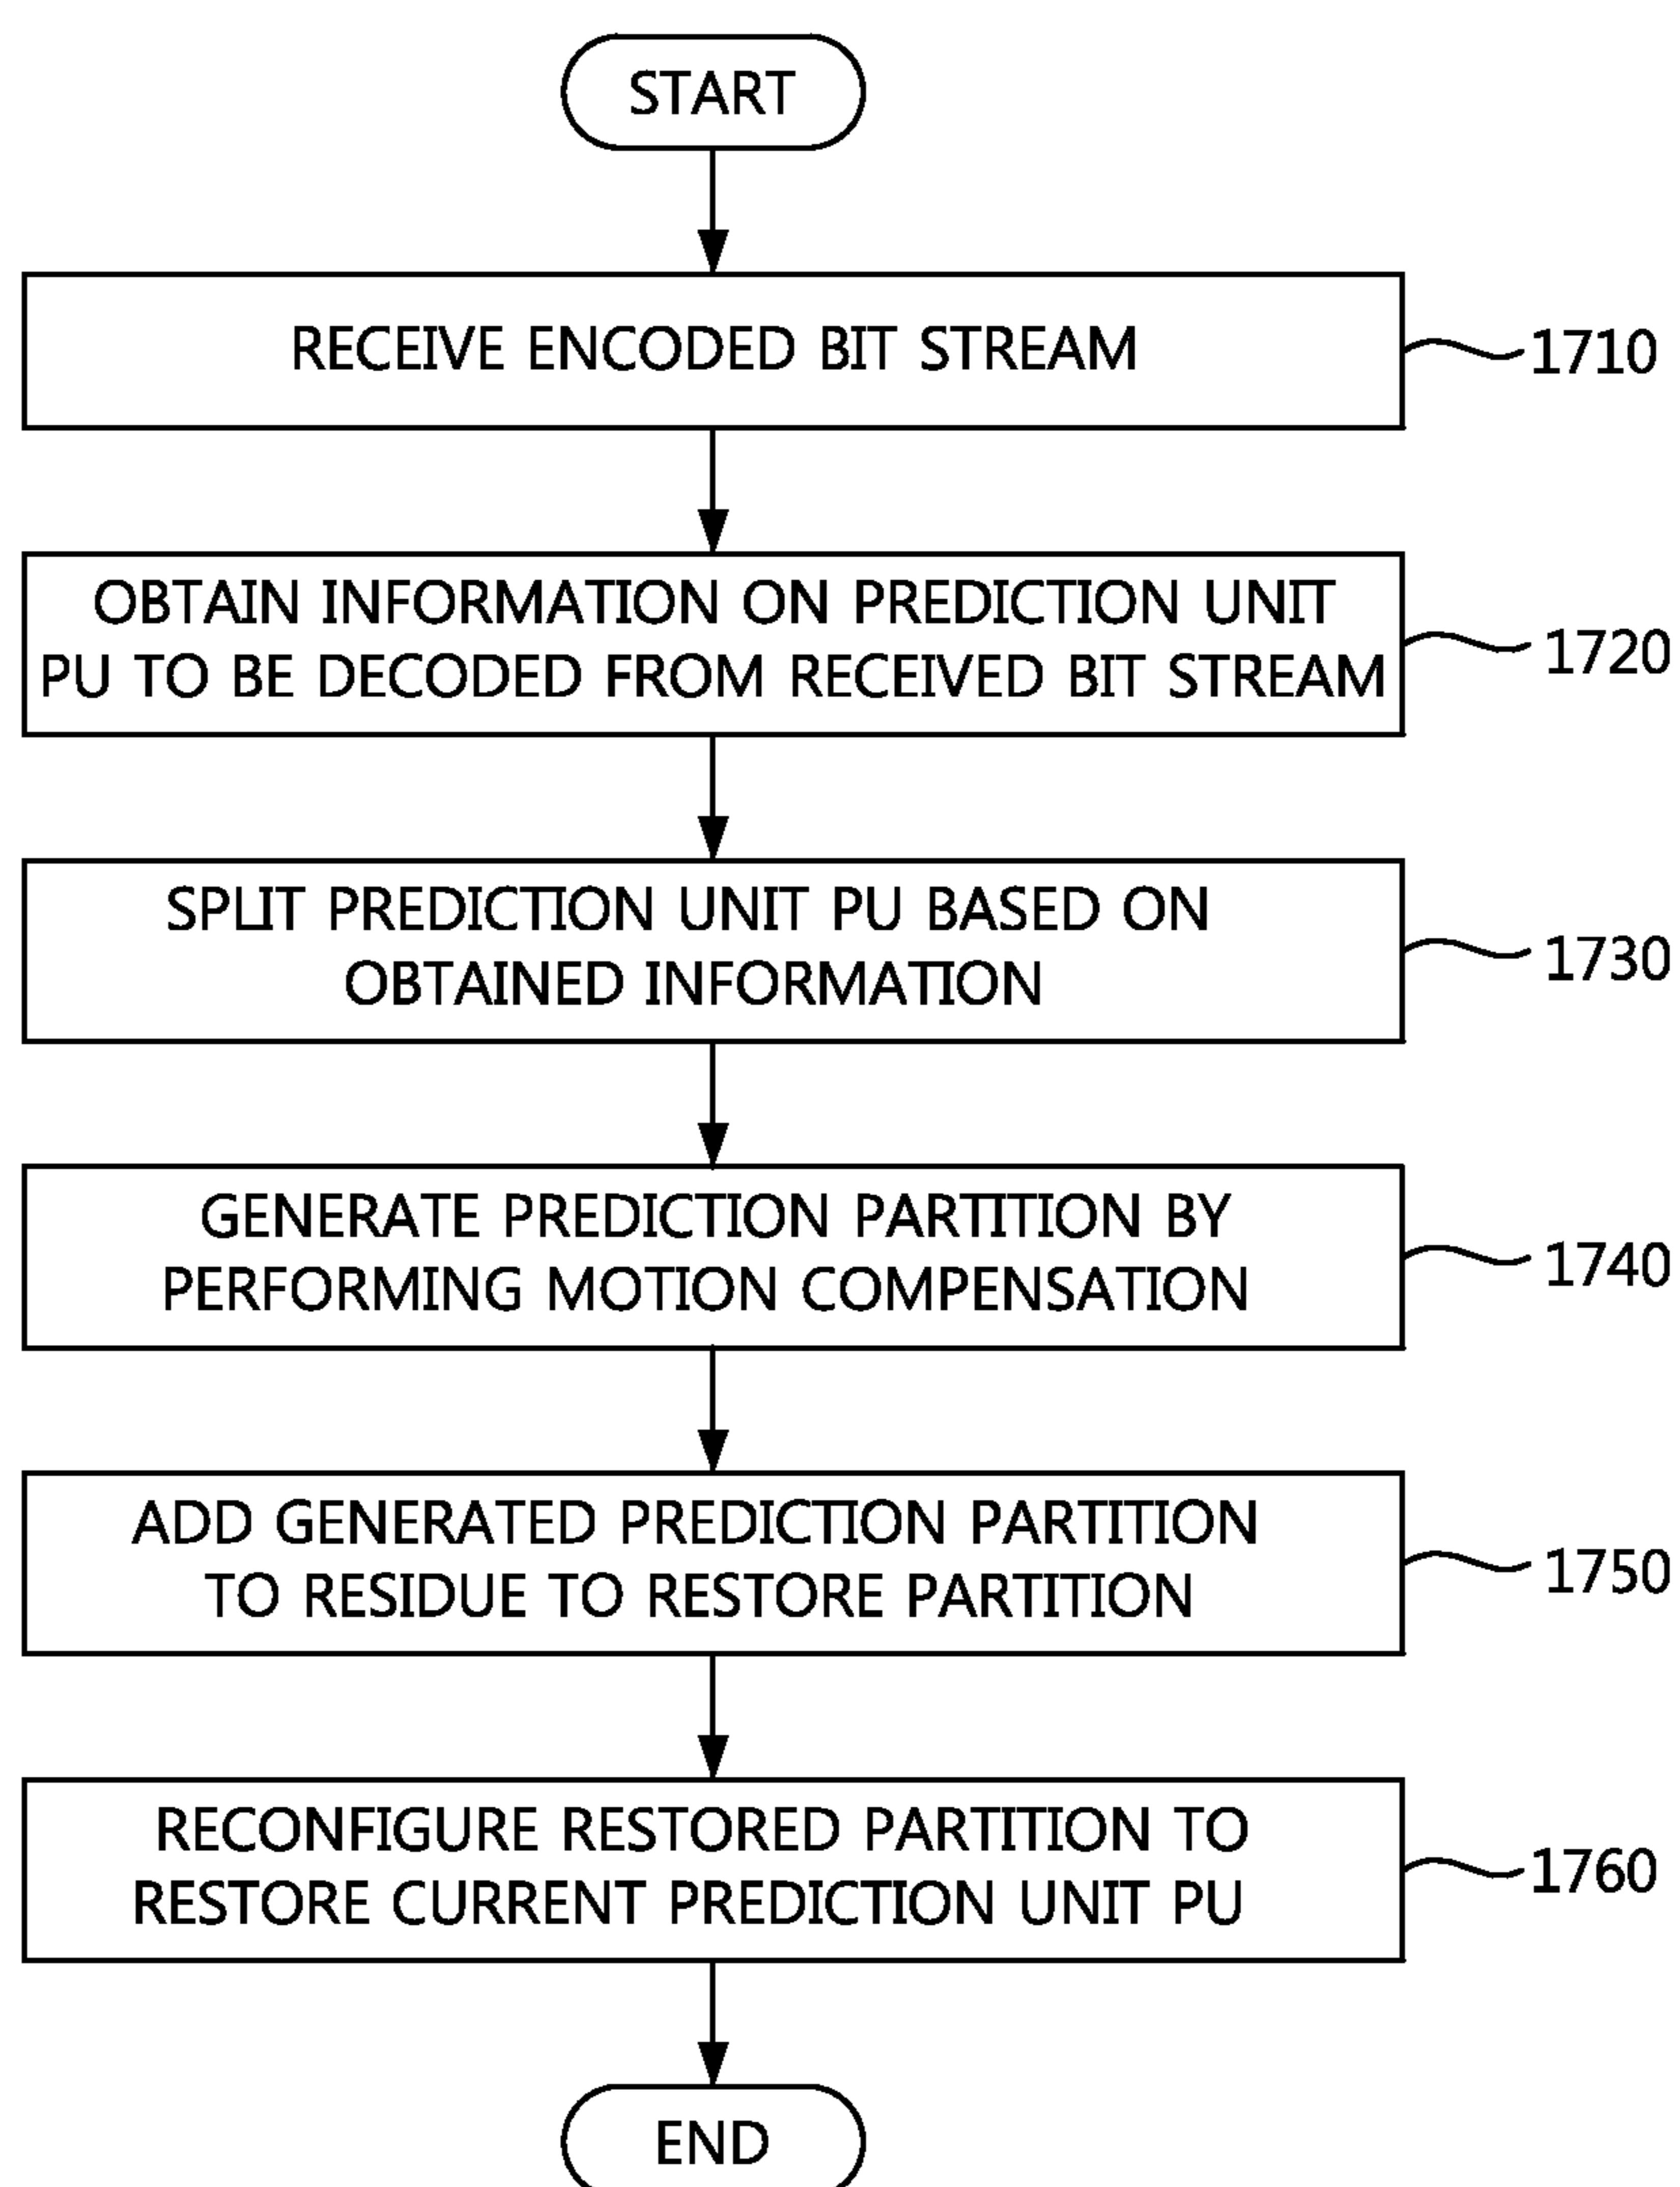 START
RECEIVE ENCODED BIT STREAM
1710
OBTAIN INFORMATION ON PREDICTION UNIT
PU TO BE DECODED FROM RECEIVED BIT STREAM
1720
SPLIT PREDICTION UNIT PU BASED ON
OBTAINED INFORMATION
1730
GENERATE PREDICTION PARTITION BY
PERFORMING MOTION COMPENSATION
1740
ADD GENERATED PREDICTION PARTITION
TO RESIDUE TO RESTORE PARTITION
1750
RECONFIGURE RESTORED PARTITION TO
RESTORE CURRENT PREDICTION UNIT PU
1760
END